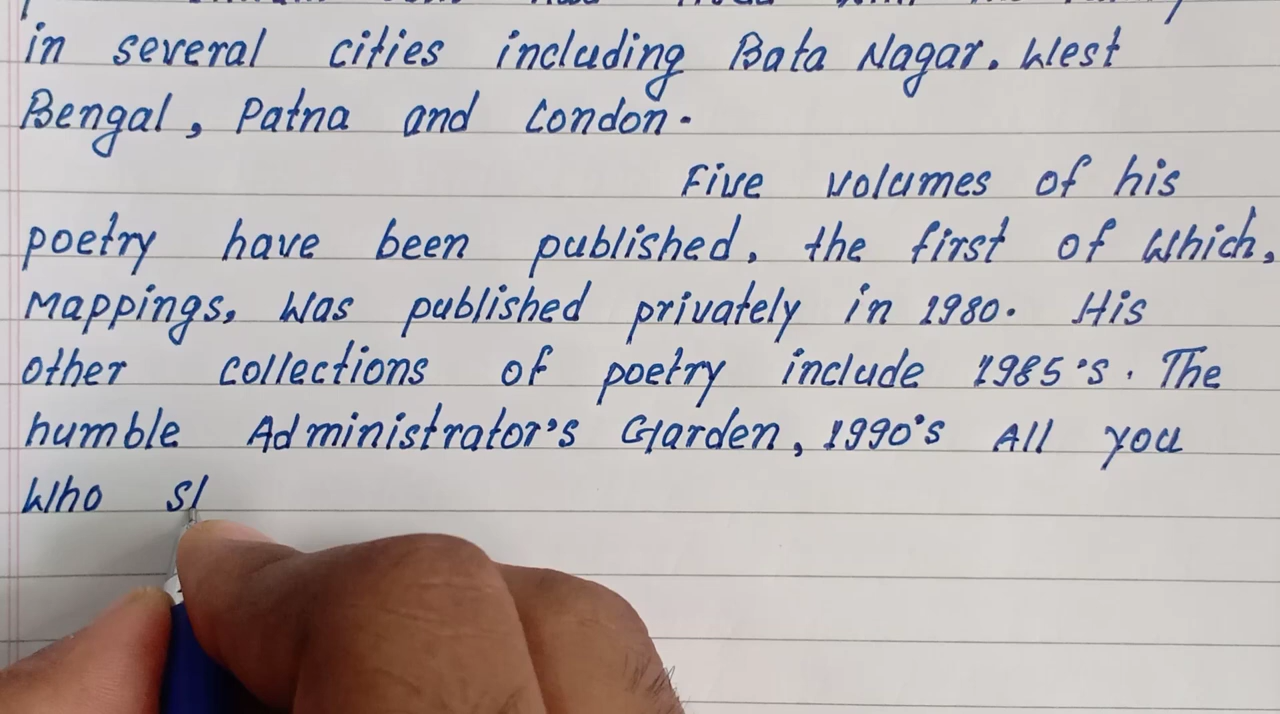 in several cities including Bata Nagar. West
Bengal, Patna and London.
Five volumes of his
poetry have been published. the first of which,
Mappings, was published privately in 1980. His
other collections of poetry include 1985's. The
humble Administrator's Garden, 1990's All you
who sl